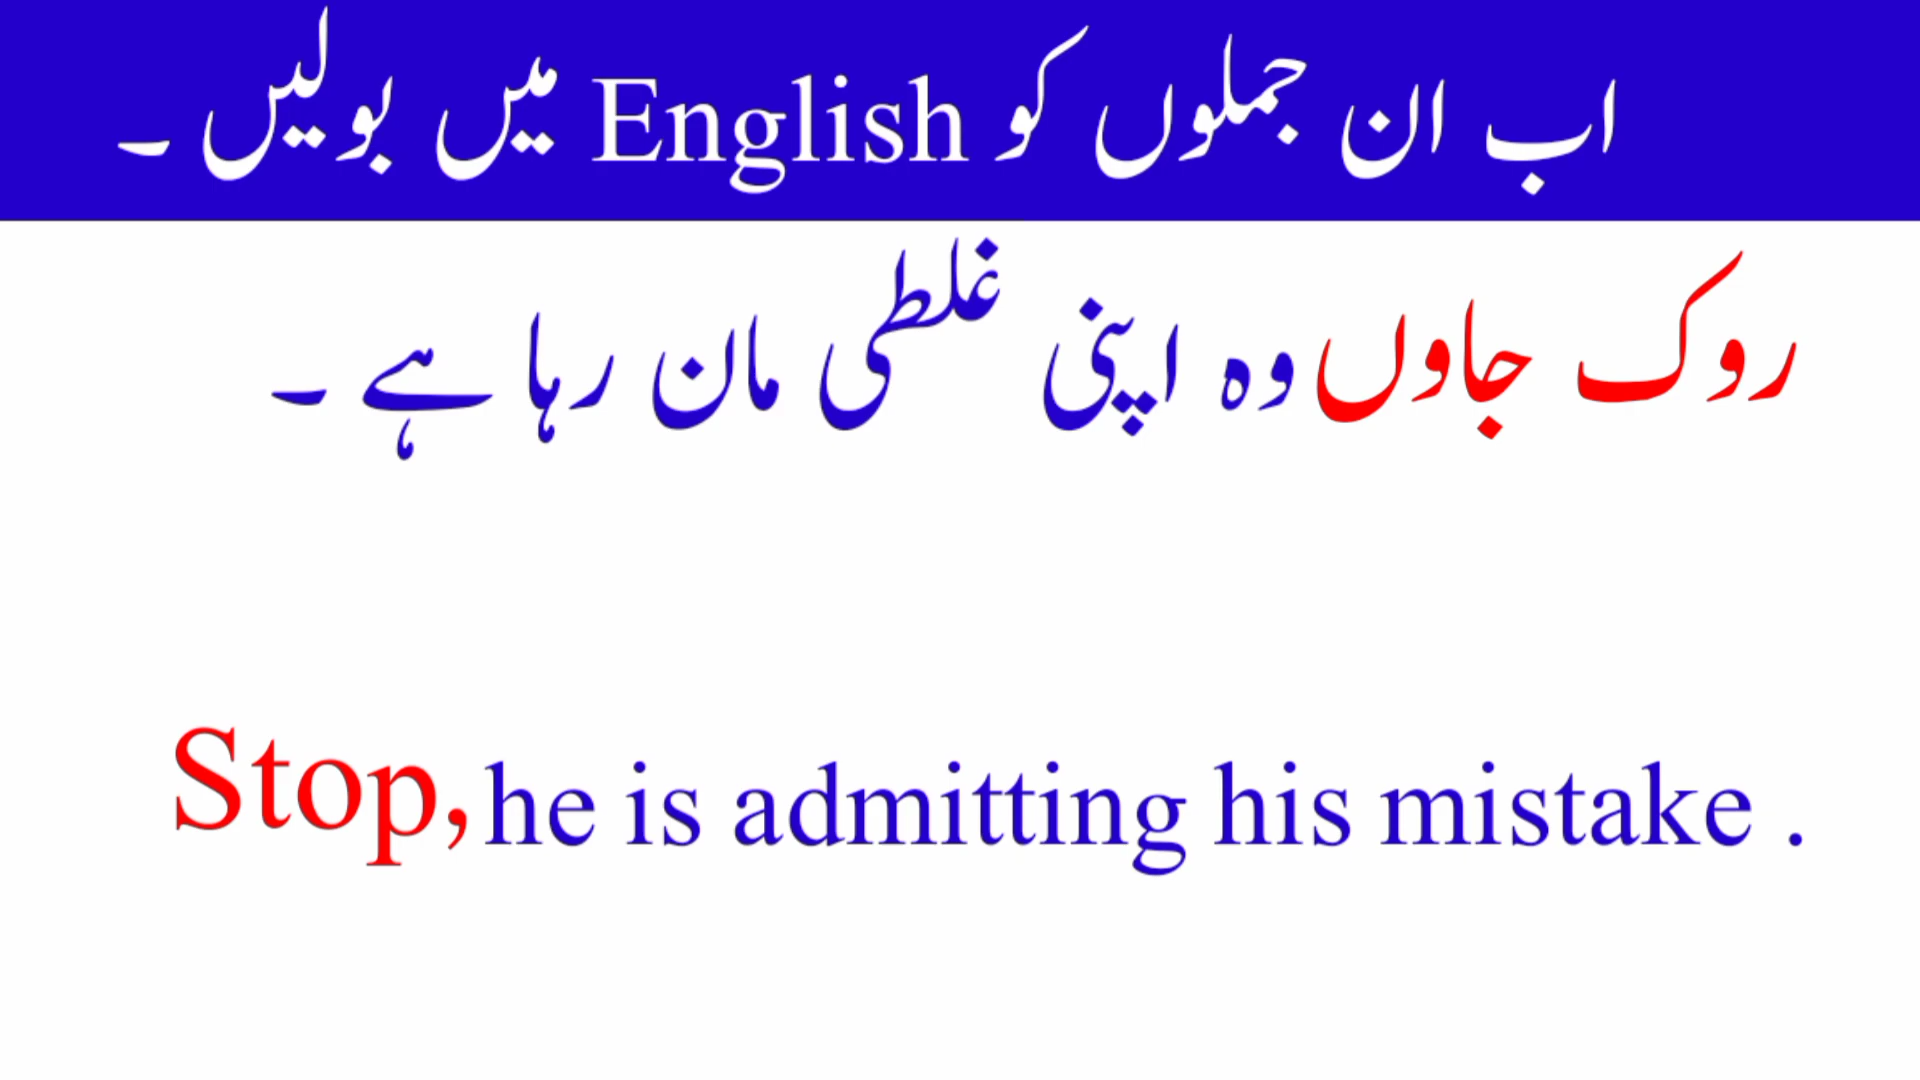 اب ان جملوں کو English میں بولیں ۔
روک جاوں وہ اپنی غلطی مان رہا ہے ۔
Stop, he is admitting his mistake .